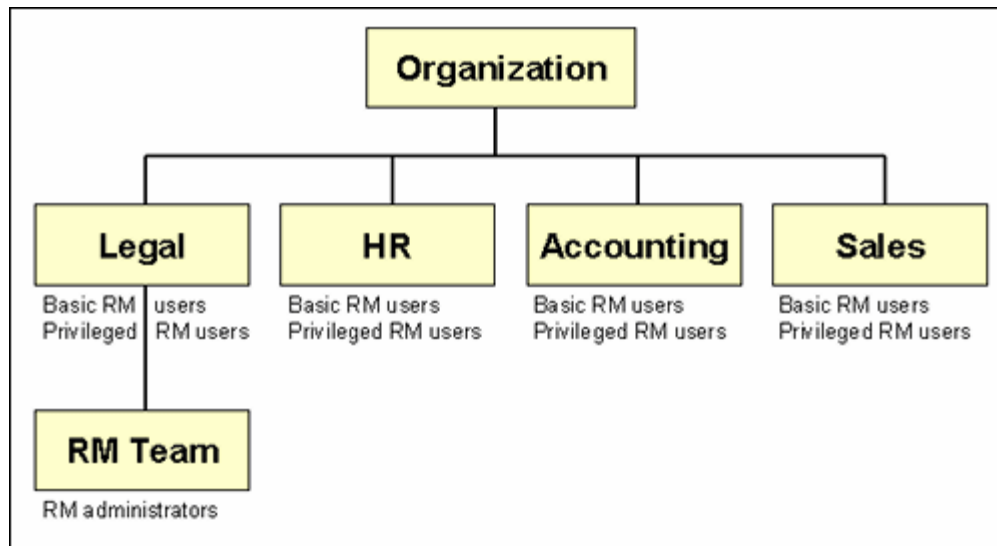 Organization
Legal
HR
Accounting
Sales
Basic RM users
Privileged RM users
Basic RM users
Privileged RM users
Basic RM users
Privileged RM users
Basic RM users
Privileged RM users
RM Team
RM administrators